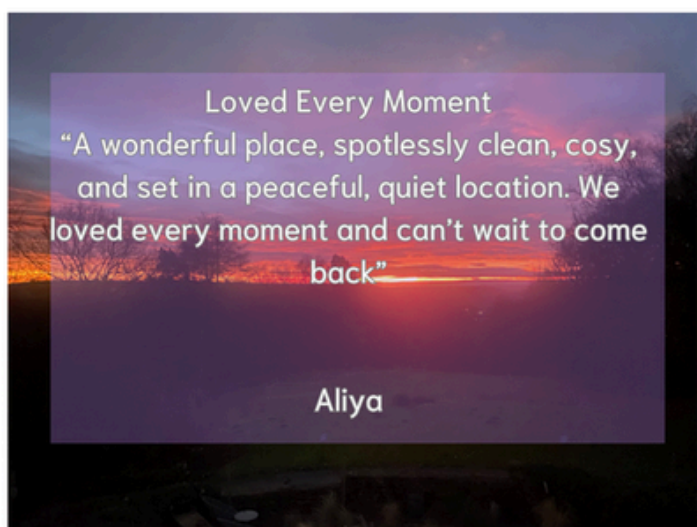 Loved Every Moment
“A wonderful place, spotlessly clean, cosy,
and set in a peaceful, quiet location. We
loved every moment and can’t wait to come
back”
Aliya